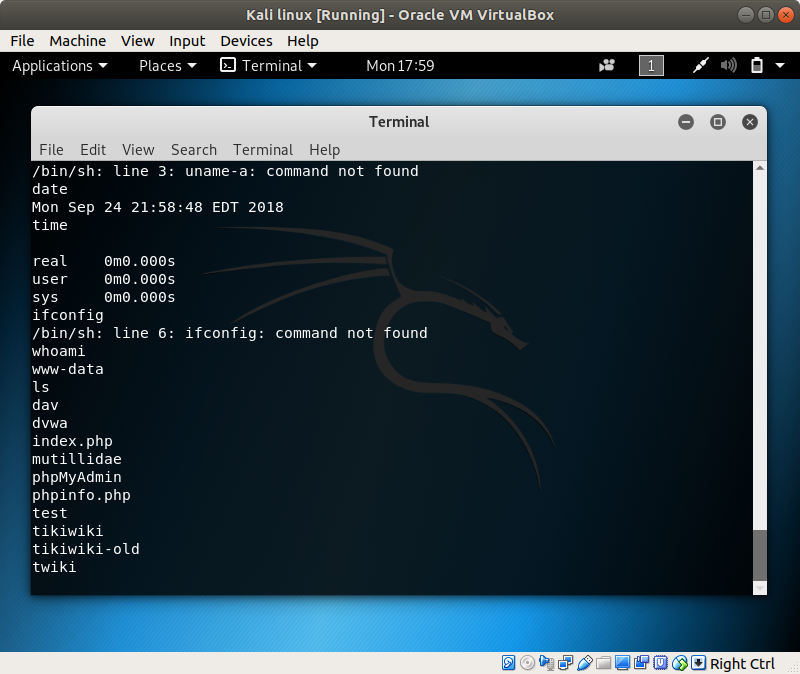 Kali linux [Running] - Oracle VM VirtualBox
File Machine View Input Devices Help
Applications Places Terminal Mon 17:59 1
Terminal
File Edit View Search Terminal Help
/bin/sh: line 3: uname-a: command not found
date
Mon Sep 24 21:58:48 EDT 2018
time
real 0m0.000s
user 0m0.000s
sys 0m0.000s
ifconfig
/bin/sh: line 6: ifconfig: command not found
whoami
www-data
ls
dav
dvwa
index.php
mutillidae
phpMyAdmin
phpinfo.php
test
tikiwiki
tikiwiki-old
twiki
Right Ctrl